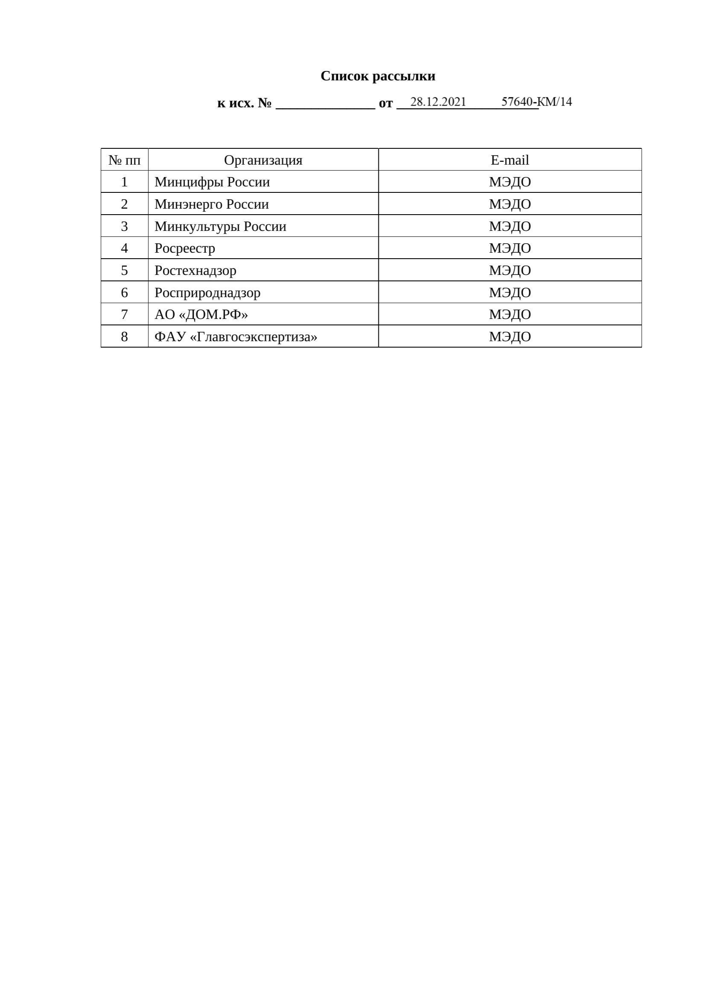 Список рассылки
к исх. № ______________ от ____________________ 28.12.2021 57640-КМ/14
№ пп Организация E-mail
1 Минцифры России МЭДО
2 Минэнерго России МЭДО
3 Минкультуры России МЭДО
4 Росреестр МЭДО
5 Ростехнадзор МЭДО
6 Росприроднадзор МЭДО
7 АО «ДОМ.РФ» МЭДО
8 ФАУ «Главгосэкспертиза» МЭДО